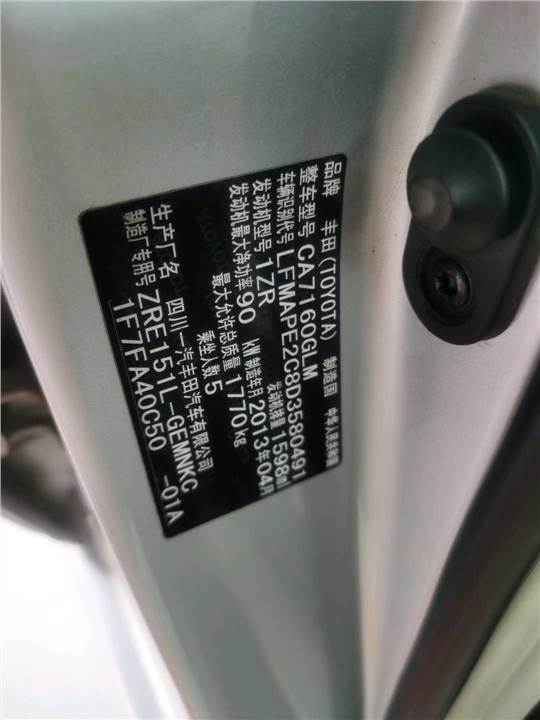 品牌 丰田(TOYOTA) 制造国 中华人民共和国
整车型号 CA7160GLM
车辆识别代号 LFMAPE2C8D3580491
发动机型号 1ZR 发动机排量 1598ml
发动机最大净功率 90 kW 制造年月 2013年04月
最大允许总质量 1770kg
乘坐人数 5
生产厂名 四川一汽丰田汽车有限公司
制造厂专用号 ZRE151L-GEMNKC
1F7FA40C50 -01A